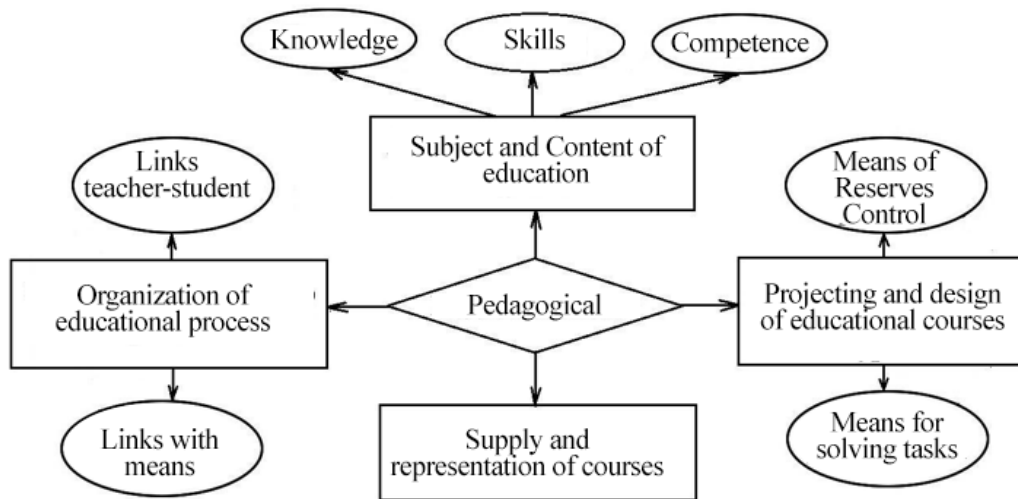 Knowledge
Skills
Competence
Subject and Content of
education
Links
teacher-student
Means of
Reserves
Control
Organization of
educational process
Pedagogical
Projecting and design
of educational courses
Links with
means
Supply and
representation of courses
Means for
solving tasks